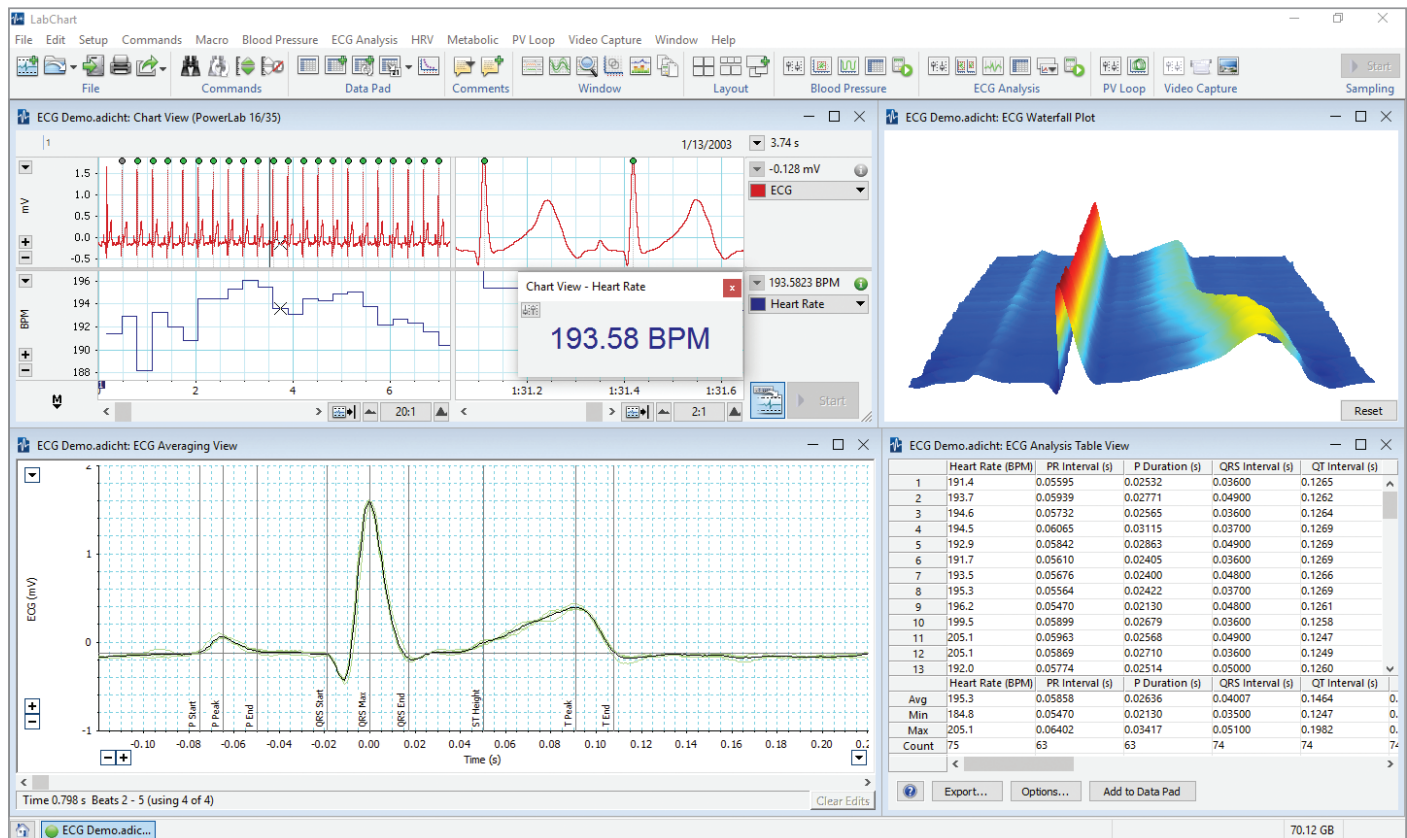 LabChart
File Edit Setup Commands Macro Blood Pressure ECG Analysis HRV Metabolic PV Loop Video Capture Window Help
File Commands Data Pad Comments Window Layout Blood Pressure ECG Analysis PV Loop Video Capture Sampling
Start
ECG Demo.adicht: Chart View (PowerLab 16/35)
1
1/13/2003 3.74 s
-0.128 mV
ECG
mV
1.5
1.0
0.5
0.0
-0.5
193.5823 BPM
Heart Rate
BPM
196
194
192
190
188
Chart View - Heart Rate
x
193.58 BPM
2 4 6 1:31.2 1:31.4 1:31.6
M
20:1 2:1 Start
ECG Demo.adicht: ECG Waterfall Plot
Reset
ECG Demo.adicht: ECG Averaging View
ECG (mV)
2
1
0
-1
P Start
P Peak
P End
QRS Start
QRS Max
QRS End
ST Height
T Peak
T End
-0.10 -0.08 -0.06 -0.04 -0.02 0.00 0.02 0.04 0.06 0.08 0.10 0.12 0.14 0.16 0.18 0.20 0.2
Time (s)
Time 0.798 s Beats 2 - 5 (using 4 of 4) Clear Edits
ECG Demo.adicht: ECG Analysis Table View
Heart Rate (BPM) PR Interval (s) P Duration (s) QRS Interval (s) QT Interval (s)
1 191.4 0.05595 0.02532 0.03600 0.1265
2 193.7 0.05939 0.02771 0.04900 0.1262
3 194.6 0.05732 0.02565 0.03600 0.1264
4 194.5 0.06065 0.03115 0.03700 0.1269
5 192.9 0.05842 0.02863 0.04900 0.1269
6 191.7 0.05610 0.02405 0.03600 0.1269
7 193.5 0.05676 0.02400 0.04800 0.1266
8 195.3 0.05564 0.02422 0.03700 0.1269
9 196.2 0.05470 0.02130 0.04800 0.1261
10 199.5 0.05899 0.02679 0.03600 0.1258
11 205.1 0.05963 0.02568 0.04900 0.1247
12 205.1 0.05869 0.02710 0.03600 0.1249
13 192.0 0.05774 0.02514 0.05000 0.1260
Heart Rate (BPM) PR Interval (s) P Duration (s) QRS Interval (s) QT Interval (s)
Avg 195.3 0.05858 0.02636 0.04007 0.1464 0.
Min 184.8 0.05470 0.02130 0.03500 0.1247 0.
Max 205.1 0.06402 0.03417 0.05100 0.1982 0.
Count 75 63 63 74 74 74
Export... Options... Add to Data Pad
ECG Demo.adic... 70.12 GB